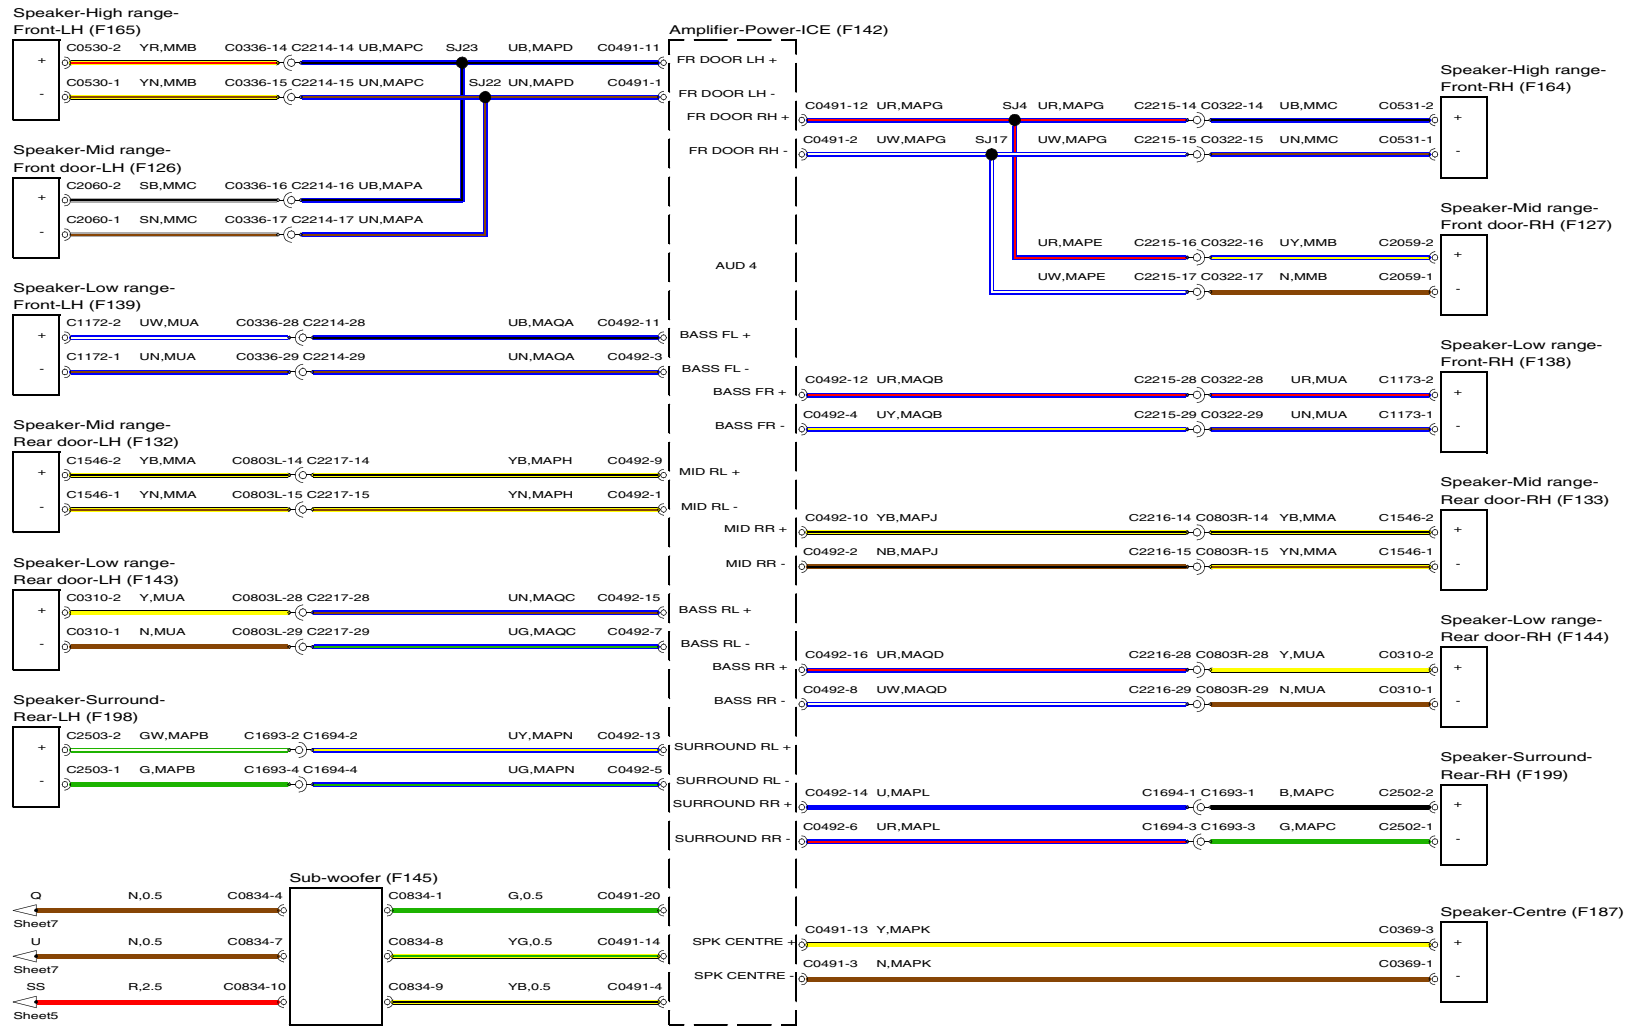 Speaker-High range-
Front-LH (F165)
+ C0530-2 YR,MMB C0336-14 C2214-14 UB,MAPC SJ23 UB,MAPD C0491-11
- C0530-1 YN,MMB C0336-15 C2214-15 UN,MAPC SJ22 UN,MAPD C0491-1
Speaker-Mid range-
Front door-LH (F126)
+ C2060-2 SB,MMC C0336-16 C2214-16 UB,MAPA
- C2060-1 SN,MMC C0336-17 C2214-17 UN,MAPA
Speaker-Low range-
Front-LH (F139)
+ C1172-2 UW,MUA C0336-28 C2214-28 UB,MAQA C0492-11
- C1172-1 UN,MUA C0336-29 C2214-29 UN,MAQA C0492-3
Speaker-Mid range-
Rear door-LH (F132)
+ C1546-2 YB,MMA C0803L-14 C2217-14 YB,MAPH C0492-9
- C1546-1 YN,MMA C0803L-15 C2217-15 YN,MAPH C0492-1
Speaker-Low range-
Rear door-LH (F143)
+ C0310-2 Y,MUA C0803L-28 C2217-28 UN,MAQC C0492-15
- C0310-1 N,MUA C0803L-29 C2217-29 UG,MAQC C0492-7
Speaker-Surround-
Rear-LH (F198)
+ C2503-2 GW,MAPB C1693-2 C1694-2 UY,MAPN C0492-13
- C2503-1 G,MAPB C1693-4 C1694-4 UG,MAPN C0492-5
Sub-woofer (F145)
Q N,0.5 C0834-4 C0834-1 G,0.5 C0491-20
Sheet7
U N,0.5 C0834-7 C0834-8 YG,0.5 C0491-14
Sheet7
SS R,2.5 C0834-10 C0834-9 YB,0.5 C0491-4
Sheet5
Amplifier-Power-ICE (F142)
FR DOOR LH +
FR DOOR LH -
FR DOOR RH +
FR DOOR RH -
AUD 4
BASS FL +
BASS FL -
BASS FR +
BASS FR -
MID RL +
MID RL -
MID RR +
MID RR -
BASS RL +
BASS RL -
BASS RR +
BASS RR -
SURROUND RL +
SURROUND RL -
SURROUND RR +
SURROUND RR -
SPK CENTRE +
SPK CENTRE -
Speaker-High range-
Front-RH (F164)
C0491-12 UR,MAPG SJ4 UR,MAPG C2215-14 C0322-14 UB,MMC C0531-2 +
C0491-2 UW,MAPG SJ17 UW,MAPG C2215-15 C0322-15 UN,MMC C0531-1 -
Speaker-Mid range-
Front door-RH (F127)
UR,MAPE C2215-16 C0322-16 UY,MMB C2059-2 +
UW,MAPE C2215-17 C0322-17 N,MMB C2059-1 -
Speaker-Low range-
Front-RH (F138)
C0492-12 UR,MAQB C2215-28 C0322-28 UR,MUA C1173-2 +
C0492-4 UY,MAQB C2215-29 C0322-29 UN,MUA C1173-1 -
Speaker-Mid range-
Rear door-RH (F133)
C0492-10 YB,MAPJ C2216-14 C0803R-14 YB,MMA C1546-2 +
C0492-2 NB,MAPJ C2216-15 C0803R-15 YN,MMA C1546-1 -
Speaker-Low range-
Rear door-RH (F144)
C0492-16 UR,MAQD C2216-28 C0803R-28 Y,MUA C0310-2 +
C0492-8 UW,MAQD C2216-29 C0803R-29 N,MUA C0310-1 -
Speaker-Surround-
Rear-RH (F199)
C0492-14 U,MAPL C1694-1 C1693-1 B,MAPC C2502-2 +
C0492-6 UR,MAPL C1694-3 C1693-3 G,MAPC C2502-1 -
Speaker-Centre (F187)
C0491-13 Y,MAPK C0369-3 +
C0491-3 N,MAPK C0369-1 -